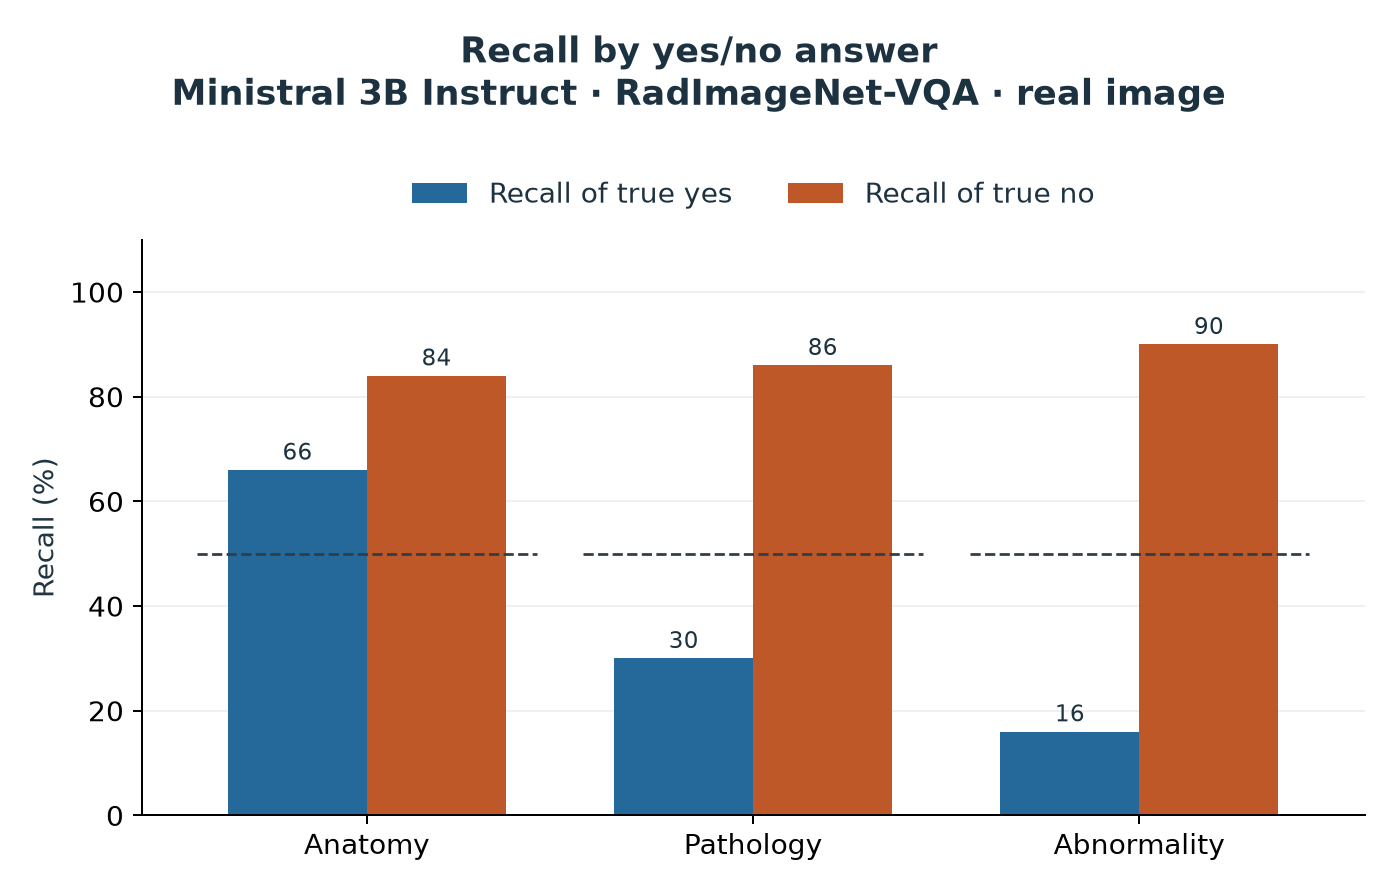 Recall by yes/no answer
Ministral 3B Instruct · RadImageNet-VQA · real image
Recall of true yes
Recall of true no
Recall (%)
100
80
60
40
20
0
66
84
30
86
16
90
Anatomy
Pathology
Abnormality